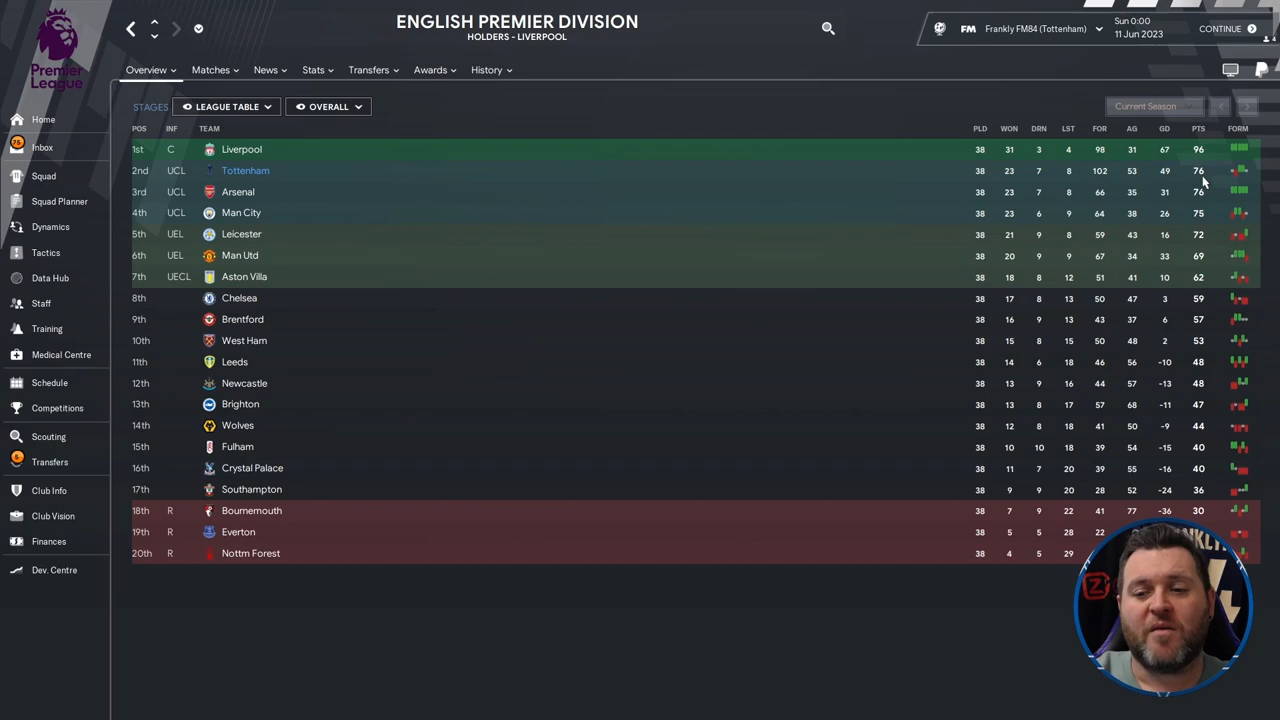 ENGLISH PREMIER DIVISION
HOLDERS - LIVERPOOL
Premier League
FM Frankly FM84 (Tottenham)
Sun 0:00
11 Jun 2023
CONTINUE
4
Overview Matches News Stats Transfers Awards History
STAGES LEAGUE TABLE OVERALL Current Season
POS INF TEAM PLD WON DRN LST FOR AG GD PTS FORM
1st C Liverpool 38 31 3 4 98 31 67 96
2nd UCL Tottenham 38 23 7 8 102 53 49 76
3rd UCL Arsenal 38 23 7 8 66 35 31 76
4th UCL Man City 38 23 6 9 64 38 26 75
5th UEL Leicester 38 21 9 8 59 43 16 72
6th UEL Man Utd 38 20 9 9 67 34 33 69
7th UECL Aston Villa 38 18 8 12 51 41 10 62
8th Chelsea 38 17 8 13 50 47 3 59
9th Brentford 38 16 9 13 43 37 6 57
10th West Ham 38 15 8 15 50 48 2 53
11th Leeds 38 14 6 18 46 56 -10 48
12th Newcastle 38 13 9 16 44 57 -13 48
13th Brighton 38 13 8 17 57 68 -11 47
14th Wolves 38 12 8 18 41 50 -9 44
15th Fulham 38 10 10 18 39 54 -15 40
16th Crystal Palace 38 11 7 20 39 55 -16 40
17th Southampton 38 9 9 20 28 52 -24 36
18th R Bournemouth 38 7 9 22 41 77 -36 30
19th R Everton 38 5 5 28 22
20th R Nottm Forest 38 4 5 29
Home
75
Inbox
Squad
Squad Planner
Dynamics
Tactics
Data Hub
Staff
Training
Medical Centre
Schedule
Competitions
Scouting
5
Transfers
Club Info
Club Vision
Finances
Dev. Centre